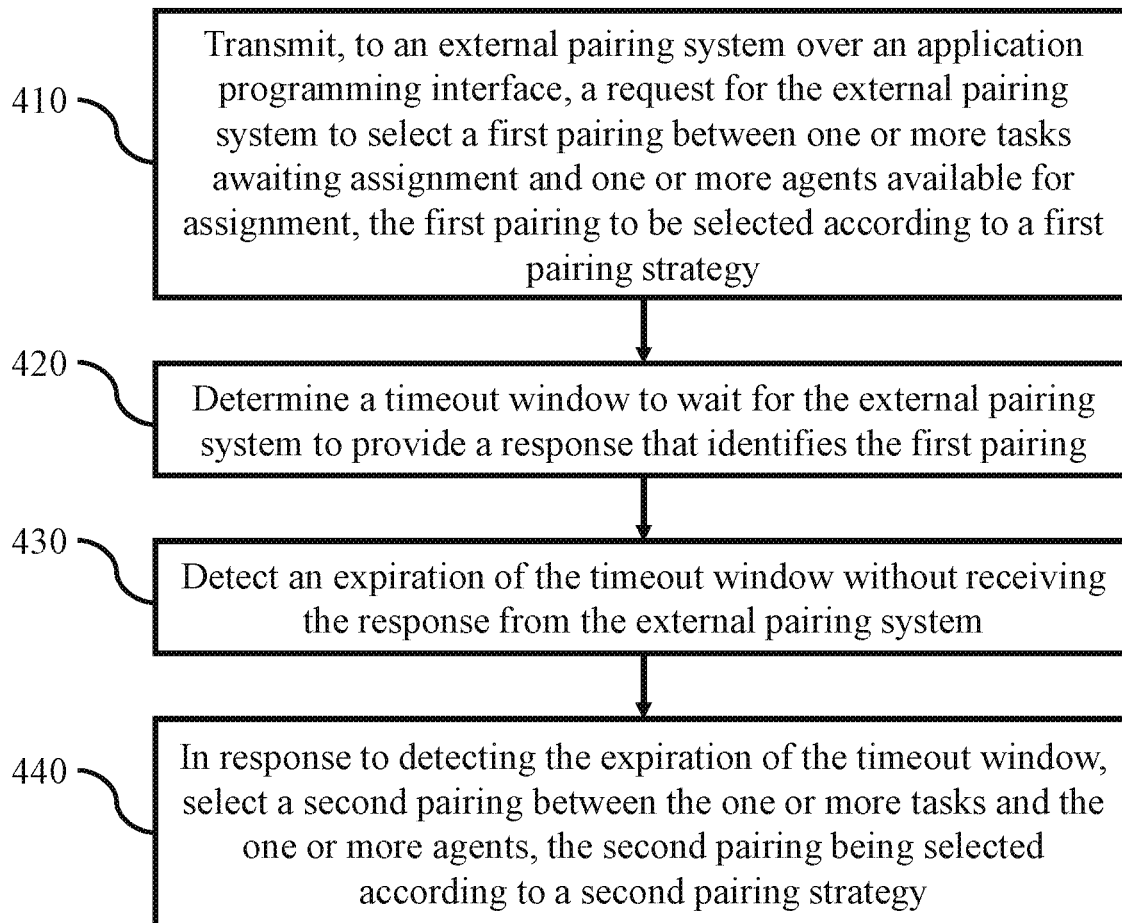 410
Transmit, to an external pairing system over an application
programming interface, a request for the external pairing
system to select a first pairing between one or more tasks
awaiting assignment and one or more agents available for
assignment, the first pairing to be selected according to a first
pairing strategy
420
Determine a timeout window to wait for the external pairing
system to provide a response that identifies the first pairing
430
Detect an expiration of the timeout window without receiving
the response from the external pairing system
440
In response to detecting the expiration of the timeout window,
select a second pairing between the one or more tasks and the
one or more agents, the second pairing being selected
according to a second pairing strategy